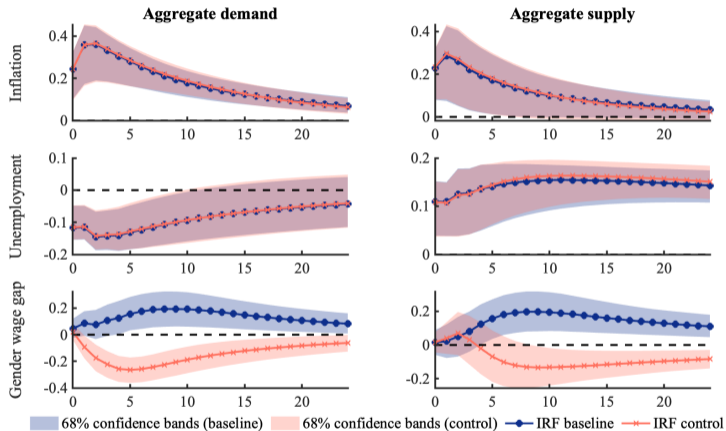 Aggregate demand
Aggregate supply
Inflation
0.4
0.2
0
0 5 10 15 20
0.4
0.2
0
0 5 10 15 20
Unemployment
0.1
0
-0.1
-0.2
0 5 10 15 20
0.2
0.1
0
0 5 10 15 20
Gender wage gap
0.2
0
-0.2
-0.4
0 5 10 15 20
0.2
0
-0.2
0 5 10 15 20
68% confidence bands (baseline) 68% confidence bands (control) IRF baseline IRF control